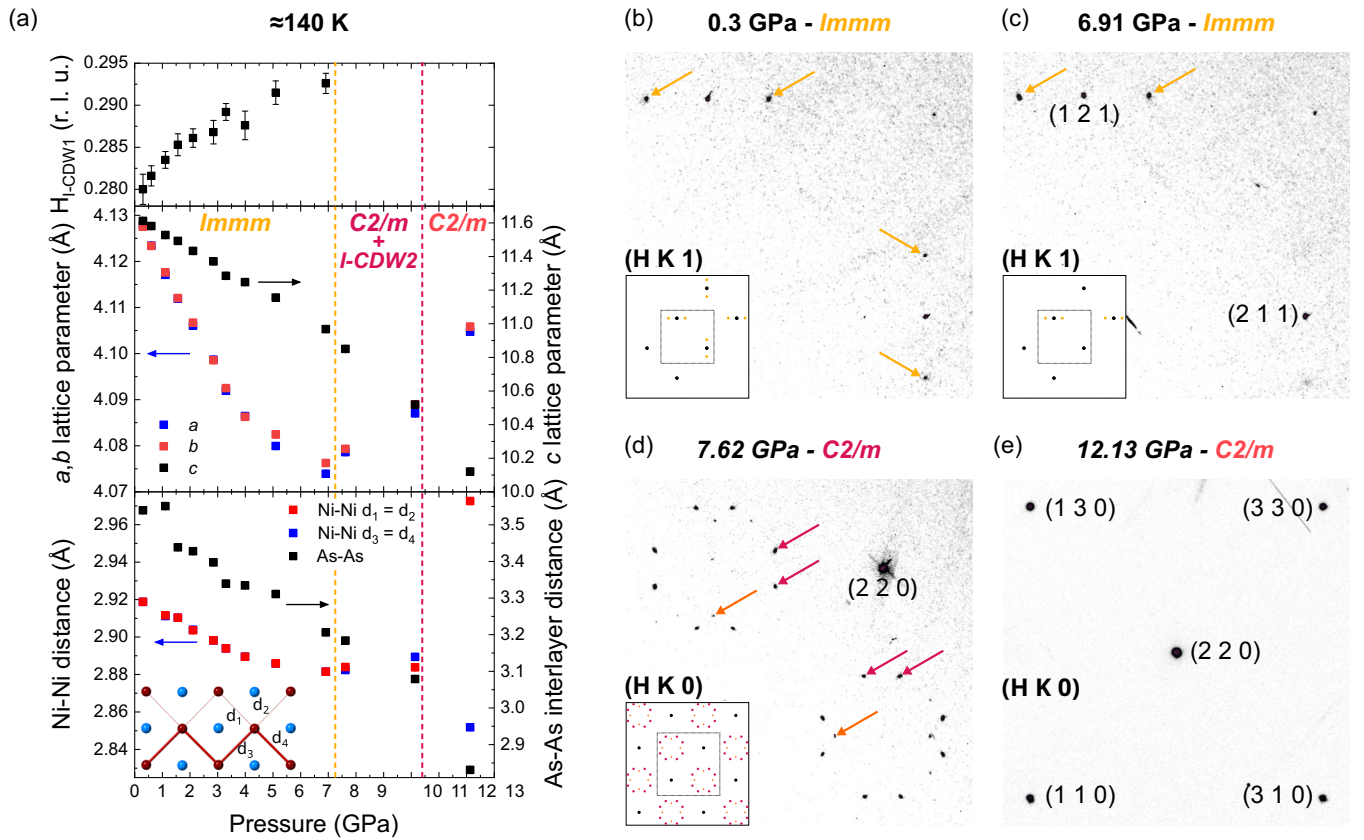 (a)
≈140 K
H_I-CDW1 (r. l. u.)
0.295
0.290
0.285
0.280
a,b lattice parameter (Å)
4.13
4.12
4.11
4.10
4.09
4.08
4.07
Immm
C2/m
+
I-CDW2
C2/m
a
b
c
11.6
11.4
11.2
11.0
10.8
10.6
10.4
10.2
10.0
c lattice parameter (Å)
Ni-Ni distance (Å)
2.96
2.94
2.92
2.90
2.88
2.86
2.84
Ni-Ni d₁ = d₂
Ni-Ni d₃ = d₄
As-As
d₁
d₂
d₃
d₄
3.5
3.4
3.3
3.2
3.1
3.0
2.9
As-As interlayer distance (Å)
0 1 2 3 4 5 6 7 8 9 10 11 12 13
Pressure (GPa)
(b)
0.3 GPa - Immm
(H K 1)
(c)
6.91 GPa - Immm
(1 2 1)
(H K 1)
(2 1 1)
(d)
7.62 GPa - C2/m
(2 2 0)
(H K 0)
(e)
12.13 GPa - C2/m
(1 3 0)
(3 3 0)
(2 2 0)
(H K 0)
(1 1 0)
(3 1 0)